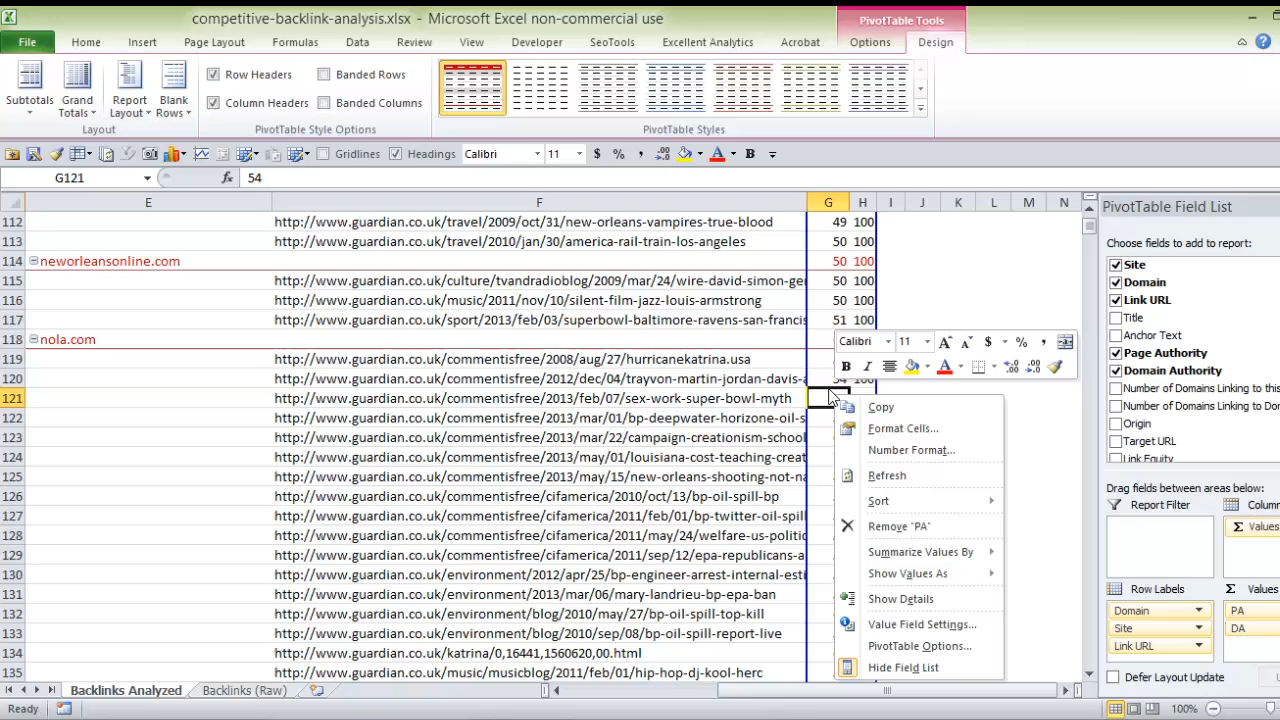 competitive-backlink-analysis.xlsx - Microsoft Excel non-commercial use
PivotTable Tools
File Home Insert Page Layout Formulas Data Review View Developer SeoTools Excellent Analytics Acrobat Options Design
Subtotals Grand Totals Report Layout Blank Rows
Row Headers Banded Rows
Column Headers Banded Columns
Layout PivotTable Style Options PivotTable Styles
Gridlines Headings Calibri 11 $ % , B
G121 fx 54
E F G H I J K L M N
112 http://www.guardian.co.uk/travel/2009/oct/31/new-orleans-vampires-true-blood 49 100
113 http://www.guardian.co.uk/travel/2010/jan/30/america-rail-train-los-angeles 50 100
114 neworleansonline.com 50 100
115 http://www.guardian.co.uk/culture/tvandradioblog/2009/mar/24/wire-david-simon-ge 50 100
116 http://www.guardian.co.uk/music/2011/nov/10/silent-film-jazz-louis-armstrong 50 100
117 http://www.guardian.co.uk/sport/2013/feb/03/superbowl-baltimore-ravens-san-francis 51 100
118 nola.com
119 http://www.guardian.co.uk/commentisfree/2008/aug/27/hurricanekatrina.usa
120 http://www.guardian.co.uk/commentisfree/2012/dec/04/trayvon-martin-jordan-davis-a 54 100
121 http://www.guardian.co.uk/commentisfree/2013/feb/07/sex-work-super-bowl-myth
122 http://www.guardian.co.uk/commentisfree/2013/mar/01/bp-deepwater-horizone-oil-s
123 http://www.guardian.co.uk/commentisfree/2013/mar/22/campaign-creationism-school
124 http://www.guardian.co.uk/commentisfree/2013/may/01/louisiana-cost-teaching-crea
125 http://www.guardian.co.uk/commentisfree/2013/may/15/new-orleans-shooting-not-na
126 http://www.guardian.co.uk/commentisfree/cifamerica/2010/oct/13/bp-oil-spill-bp
127 http://www.guardian.co.uk/commentisfree/cifamerica/2011/feb/01/bp-twitter-oil-spil
128 http://www.guardian.co.uk/commentisfree/cifamerica/2011/may/24/welfare-us-politic
129 http://www.guardian.co.uk/commentisfree/cifamerica/2011/sep/12/epa-republicans-a
130 http://www.guardian.co.uk/environment/2012/apr/25/bp-engineer-arrest-internal-esti
131 http://www.guardian.co.uk/environment/2013/mar/06/mary-landrieu-bp-epa-ban
132 http://www.guardian.co.uk/environment/blog/2010/may/27/bp-oil-spill-top-kill
133 http://www.guardian.co.uk/environment/blog/2010/sep/08/bp-oil-spill-report-live
134 http://www.guardian.co.uk/katrina/0,16441,1560620,00.html
135 http://www.guardian.co.uk/music/musicblog/2011/feb/01/hip-hop-dj-kool-herc
Calibri 11 A A $ % ,
B I A
Copy
Format Cells...
Number Format...
Refresh
Sort
Remove "PA"
Summarize Values By
Show Values As
Show Details
Value Field Settings...
PivotTable Options...
Hide Field List
PivotTable Field List
Choose fields to add to report:
Site
Domain
Link URL
Title
Anchor Text
Page Authority
Domain Authority
Number of Domains Linking to this
Number of Domains Linking to Do
Origin
Target URL
Link Equity
Drag fields between areas below:
Report Filter Column
Σ Values
Row Labels Σ Values
Domain PA
Site DA
Link URL
Defer Layout Update
Backlinks Analyzed Backlinks (Raw)
Ready 100%